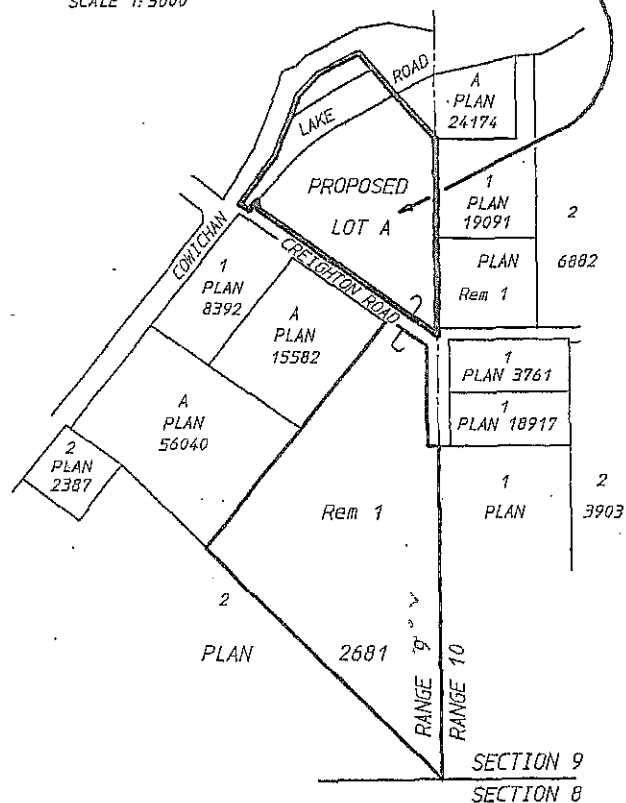 SCALE 1:5000
LAKE ROAD
A
PLAN
24174
PROPOSED
LOT A
1
PLAN
19091
2
PLAN 6882
Rem 1
COWICHAN
CREIGHTON ROAD
1
PLAN
8392
A
PLAN
15582
1
PLAN 3761
1
PLAN 18917
A
PLAN
56040
2
PLAN
2387
Rem 1
1
PLAN
2
3903
2
PLAN 2681
RANGE 9
RANGE 10
SECTION 9
SECTION 8